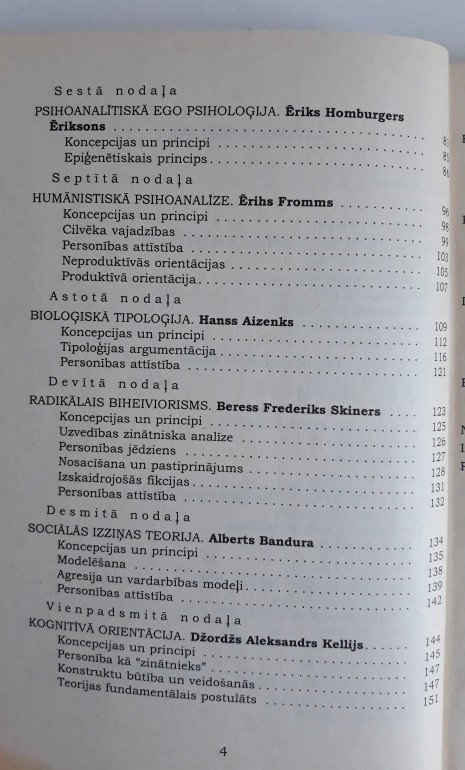 Sestā nodaļa
PSIHOANALĪTISKĀ EGO PSIHOLOĢIJA. Ēriks Homburgers
Ēriksons
Koncepcijas un principi
Epiģenētiskais princips 86
Septītā nodaļa
HUMĀNISTISKĀ PSIHOANALĪZE. Ērihs Fromms 96
Koncepcijas un principi 98
Cilvēka vajadzības 99
Personības attīstība 103
Neproduktīvās orientācijas 105
Produktīvā orientācija 107
Astotā nodaļa
BIOLOĢISKĀ TIPOLOĢIJA. Hanss Aizenks 109
Koncepcijas un principi 112
Tipoloģijas argumentācija 116
Personības attīstība 121
Devītā nodaļa
RADIKĀLAIS BIHEIVIORISMS. Beress Frederiks Skiners 123
Koncepcijas un principi 125
Uzvedības zinātniska analīze 126
Personības jēdziens 127
Nosacīšana un pastiprinājums 128
Izskaidrojošās fikcijas 131
Personības attīstība 132
Desmitā nodaļa
SOCIĀLĀS IZZIŅAS TEORIJA. Alberts Bandura 134
Koncepcijas un principi 135
Modelēšana 138
Agresija un vardarbības modeļi 139
Personības attīstība 142
Vienpadsmitā nodaļa
KOGNITĪVĀ ORIENTĀCIJA. Džordžs Aleksandrs Kellijs 144
Koncepcijas un principi 145
Personība kā “zinātnieks” 147
Konstruktu būtība un veidošanās 147
Teorijas fundamentālais postulāts 151
4